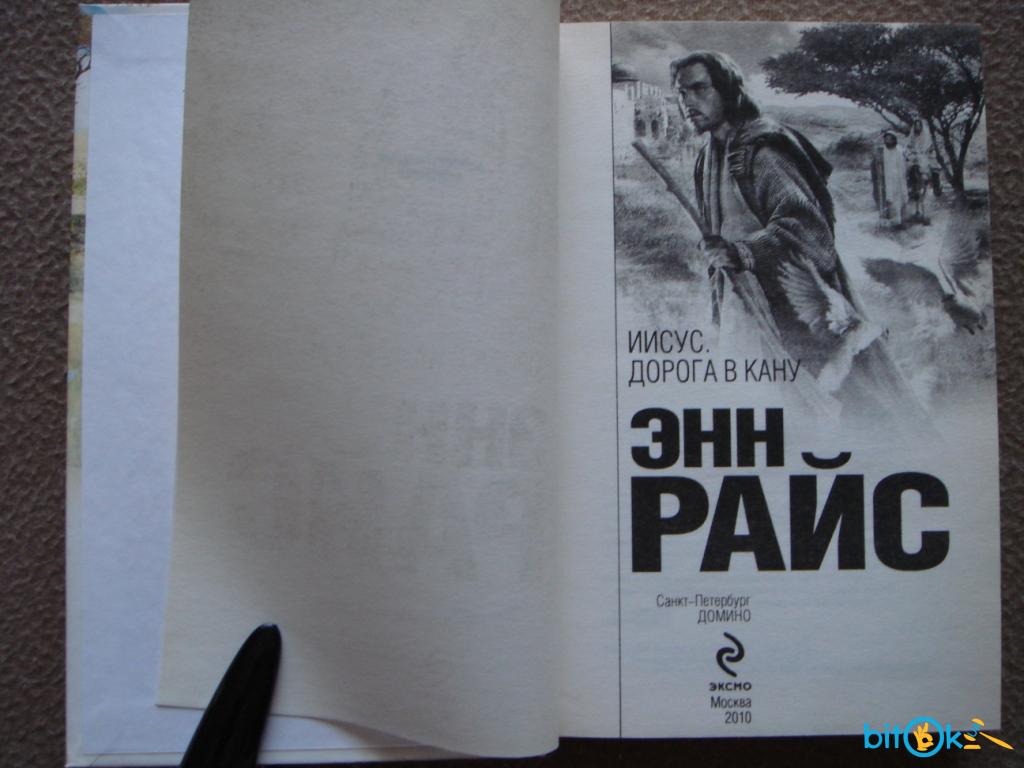 ИИСУС.
ДОРОГА В КАНУ
ЭНН
РАЙС
Санкт-Петербург
ДОМИНО
ЭКСМО
Москва
2010
bitOk